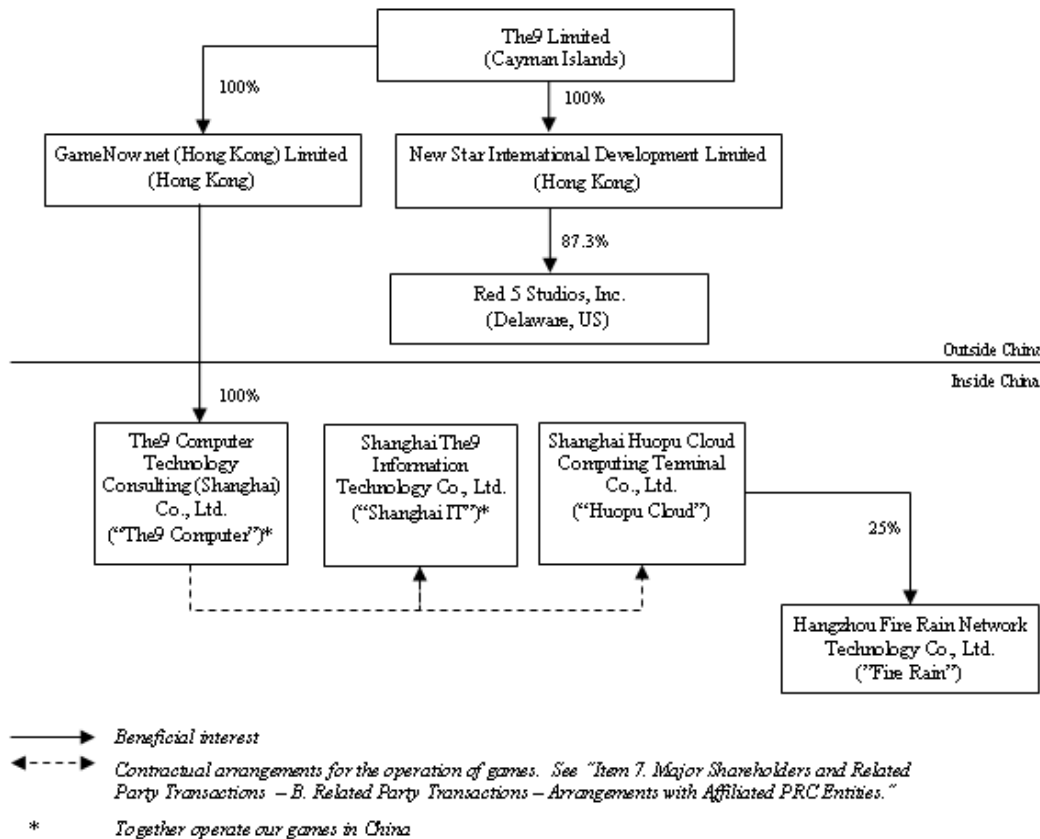 The9 Limited
(Cayman Islands)
100%
100%
GameNow.net (Hong Kong) Limited
(Hong Kong)
New Star International Development Limited
(Hong Kong)
87.3%
Red 5 Studios, Inc.
(Delaware, US)
Outside China
Inside China
100%
The9 Computer
Technology
Consulting (Shanghai)
Co., Ltd.
(“The9 Computer”)*
Shanghai The9
Information
Technology Co., Ltd.
(“Shanghai IT”)*
Shanghai Huopu Cloud
Computing Terminal
Co., Ltd.
(“Huopu Cloud”)
25%
Hangzhou Fire Rain Network
Technology Co., Ltd.
(”Fire Rain”)
Beneficial interest
Contractual arrangements for the operation of games. See “Item 7. Major Shareholders and Related
Party Transactions – B. Related Party Transactions – Arrangements with Affiliated PRC Entities.”
* Together operate our games in China